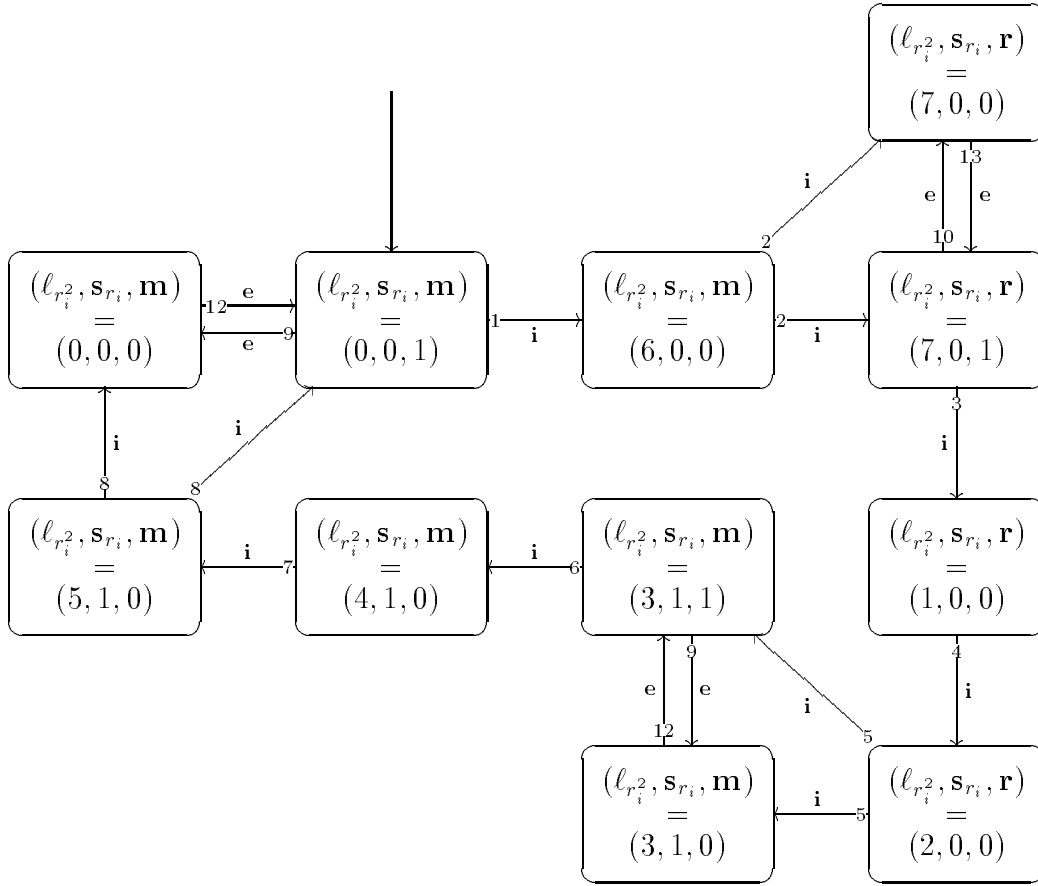 (ℓ_{r_i^2}, s_{r_i}, r)
=
(7, 0, 0)
13
i
e
e
2
10
(ℓ_{r_i^2}, s_{r_i}, m)
=
(0, 0, 0)
12
e
9
e
(ℓ_{r_i^2}, s_{r_i}, m)
=
(0, 0, 1)
1
i
(ℓ_{r_i^2}, s_{r_i}, m)
=
(6, 0, 0)
2
i
(ℓ_{r_i^2}, s_{r_i}, r)
=
(7, 0, 1)
3
i
i
i
8
8
(ℓ_{r_i^2}, s_{r_i}, m)
=
(5, 1, 0)
i
7
(ℓ_{r_i^2}, s_{r_i}, m)
=
(4, 1, 0)
i
6
(ℓ_{r_i^2}, s_{r_i}, m)
=
(3, 1, 1)
(ℓ_{r_i^2}, s_{r_i}, r)
=
(1, 0, 0)
9
4
e
e
i
i
12
5
(ℓ_{r_i^2}, s_{r_i}, m)
=
(3, 1, 0)
i
5
(ℓ_{r_i^2}, s_{r_i}, r)
=
(2, 0, 0)